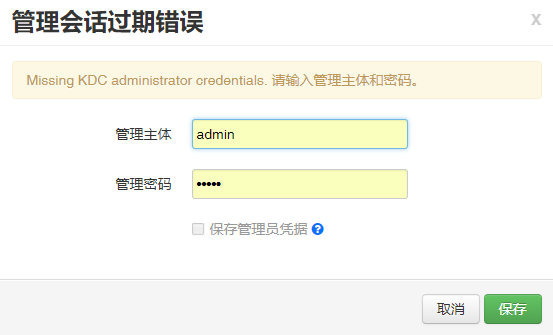 管理会话过期错误
x
Missing KDC administrator credentials. 请输入管理主体和密码。
管理主体 admin
管理密码 •••••
保存管理员凭据 ?
取消 保存